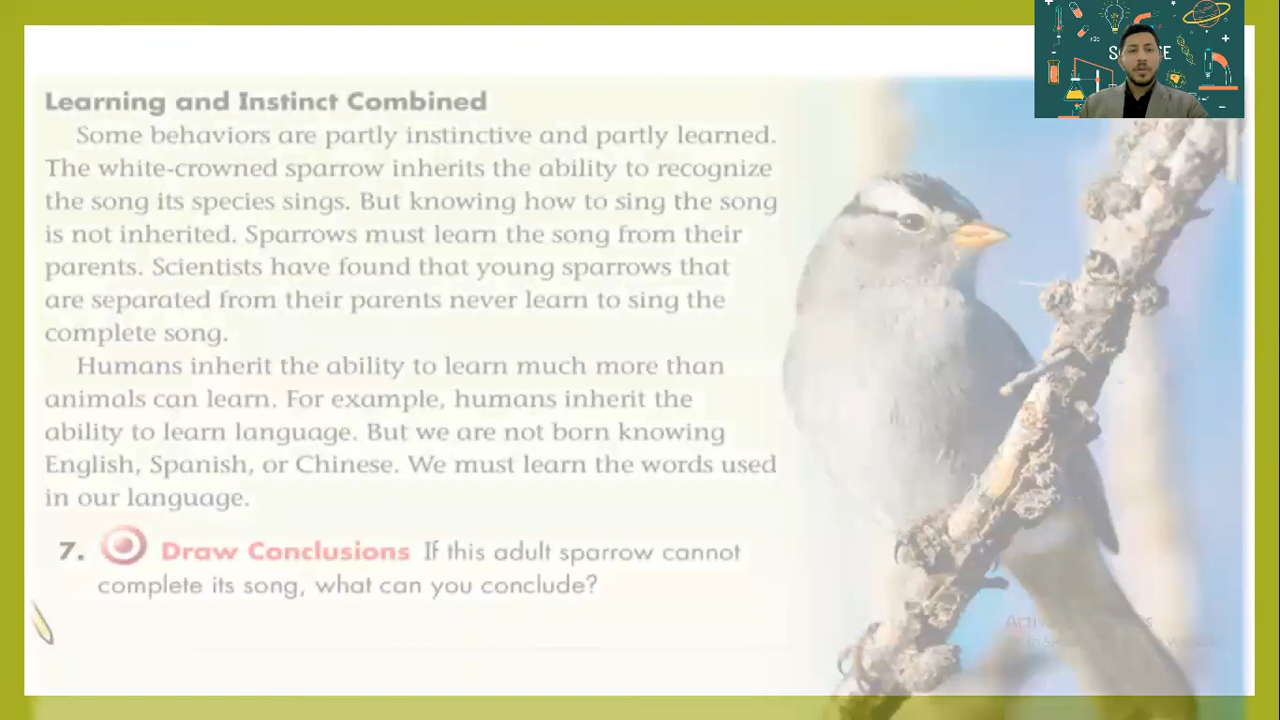 Learning and Instinct Combined
Some behaviors are partly instinctive and partly learned.
The white-crowned sparrow inherits the ability to recognize
the song its species sings. But knowing how to sing the song
is not inherited. Sparrows must learn the song from their
parents. Scientists have found that young sparrows that
are separated from their parents never learn to sing the
complete song.
Humans inherit the ability to learn much more than
animals can learn. For example, humans inherit the
ability to learn language. But we are not born knowing
English, Spanish, or Chinese. We must learn the words used
in our language.
7. Draw Conclusions If this adult sparrow cannot
complete its song, what can you conclude?